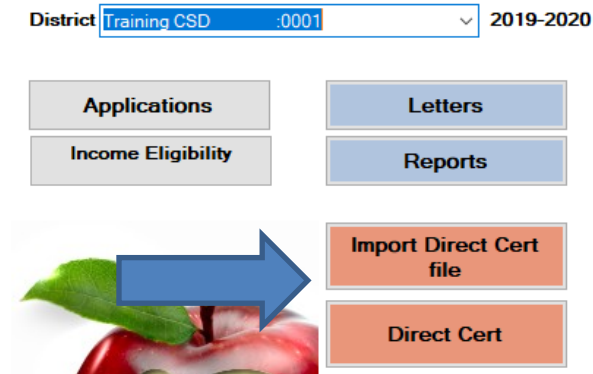 District Training CSD :0001 2019-2020
Applications Letters
Income Eligibility Reports
Import Direct Cert
file
Direct Cert